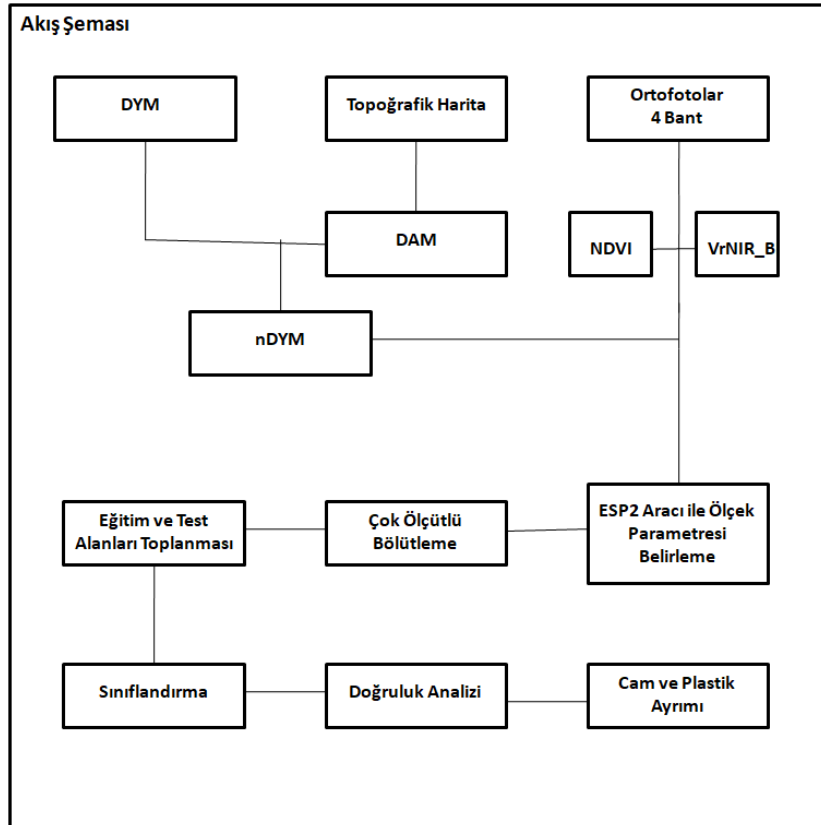 Akış Şeması
DYM
Topoğrafik Harita
Ortofotolar
4 Bant
DAM
NDVI
VrNIR_B
nDYM
Eğitim ve Test
Alanları Toplanması
Çok Ölçütlü
Bölütleme
ESP2 Aracı ile Ölçek
Parametresi
Belirleme
Sınıflandırma
Doğruluk Analizi
Cam ve Plastik
Ayrımı